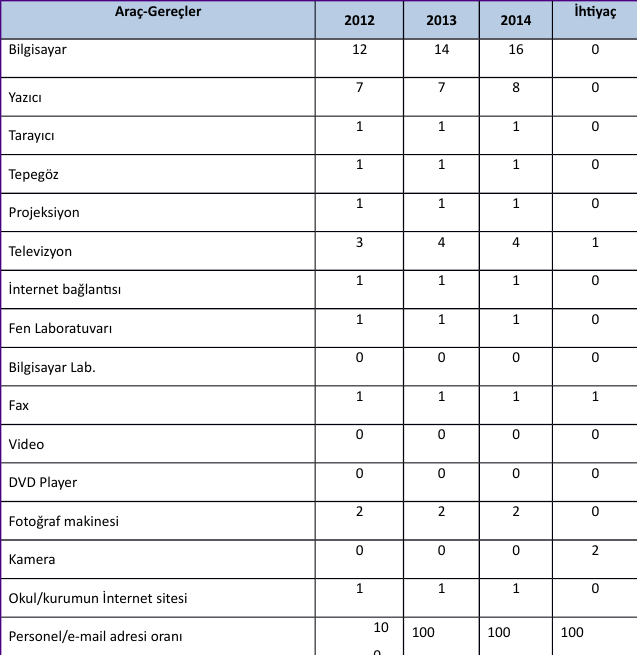 Araç-Gereçler 2012 2013 2014 İhtiyaç
Bilgisayar 12 14 16 0
Yazıcı 7 7 8 0
Tarayıcı 1 1 1 0
Tepegöz 1 1 1 0
Projeksiyon 1 1 1 0
Televizyon 3 4 4 1
İnternet bağlantısı 1 1 1 0
Fen Laboratuvarı 1 1 1 0
Bilgisayar Lab. 0 0 0 0
Fax 1 1 1 1
Video 0 0 0 0
DVD Player 0 0 0 0
Fotoğraf makinesi 2 2 2 0
Kamera 0 0 0 2
Okul/kurumun İnternet sitesi 1 1 1 0
Personel/e-mail adresi oranı 10 100 100 100
0